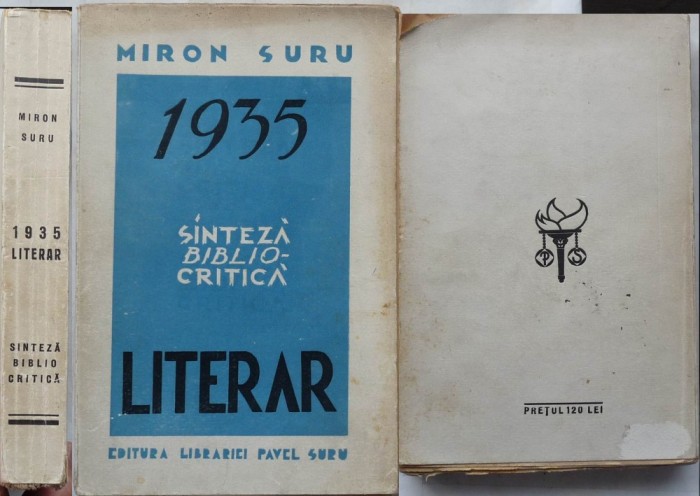 MIRON
SURU
1935
LITERAR
SINTEZĂ
BIBLIO
CRITICĂ
MIRON SURU
1935
SINTEZĂ
BIBLIO-
CRITICĂ
LITERAR
EDITURA LIBRARIEI PAVEL SURU
P S
PREȚUL 120 LEI